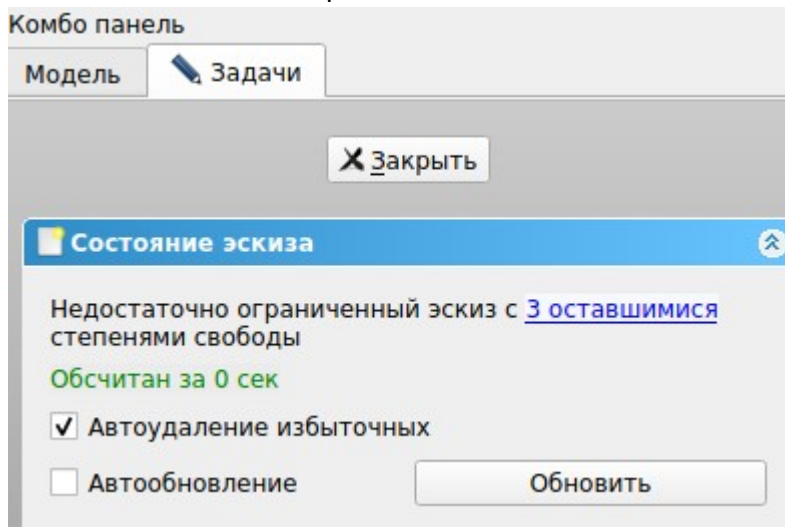 Комбо панель
Модель
Задачи
Закрыть
Состояние эскиза
Недостаточно ограниченный эскиз с 3 оставшимися
степенями свободы
Обсчитан за 0 сек
Автоудаление избыточных
Автообновление
Обновить